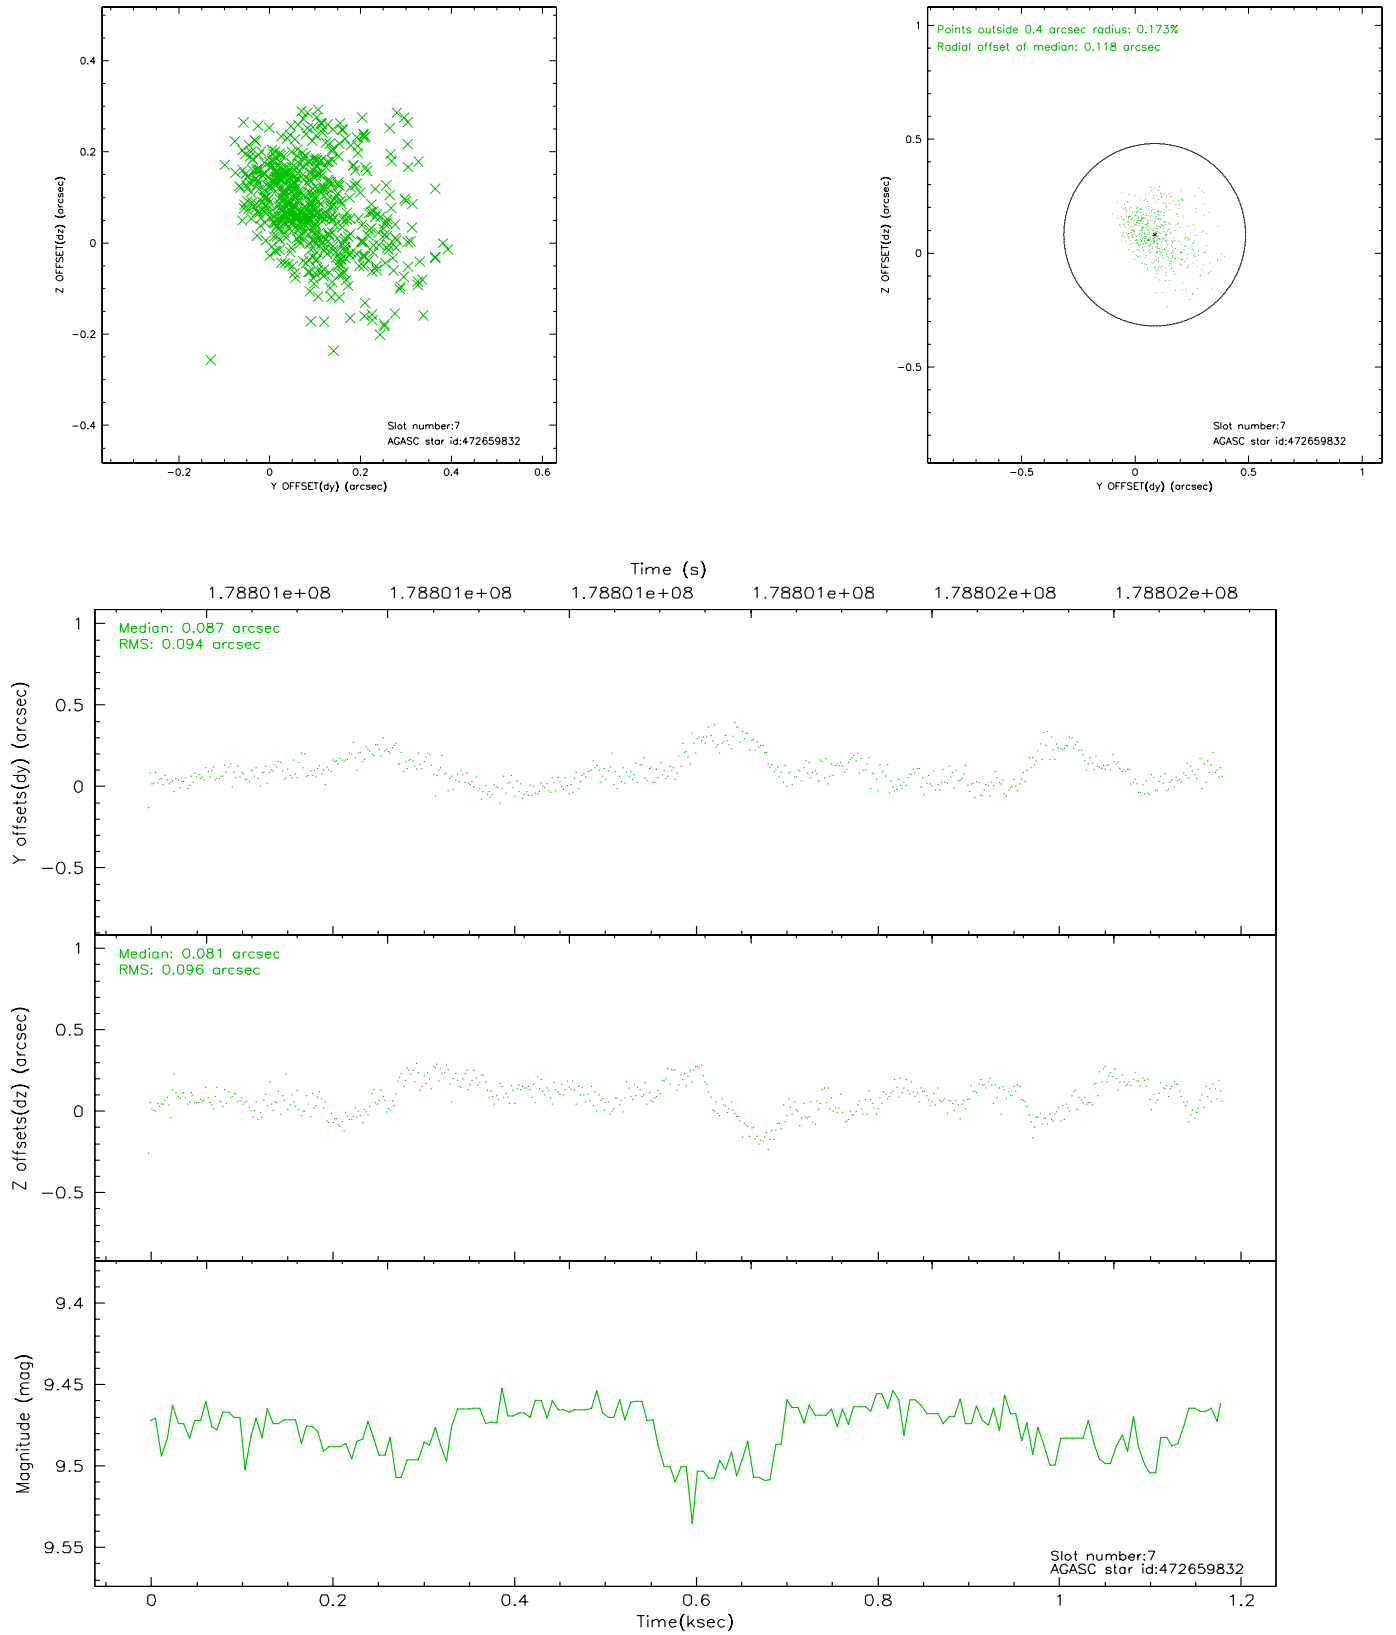 0.4
0.2
0
−0.2
−0.4
Z OFFSET(dz) (arcsec)
Slot number:7
AGASC star id:472659832
−0.2
0
0.2
0.4
0.6
Y OFFSET(dy) (arcsec)
Points outside 0.4 arcsec radius: 0.173%
Radial offset of median: 0.118 arcsec
1
0.5
0
−0.5
Z OFFSET(dz) (arcsec)
Slot number:7
AGASC star id:472659832
−0.5
0
0.5
1
Y OFFSET(dy) (arcsec)
Time (s)
1.78801e+08
1.78801e+08
1.78801e+08
1.78801e+08
1.78802e+08
1.78802e+08
Median: 0.087 arcsec
RMS: 0.094 arcsec
1
0.5
0
−0.5
Y offsets(dy) (arcsec)
Median: 0.081 arcsec
RMS: 0.096 arcsec
1
0.5
0
−0.5
Z offsets(dz) (arcsec)
9.4
9.45
9.5
9.55
Magnitude (mag)
Slot number:7
AGASC star id:472659832
0
0.2
0.4
0.6
0.8
1
1.2
Time(ksec)